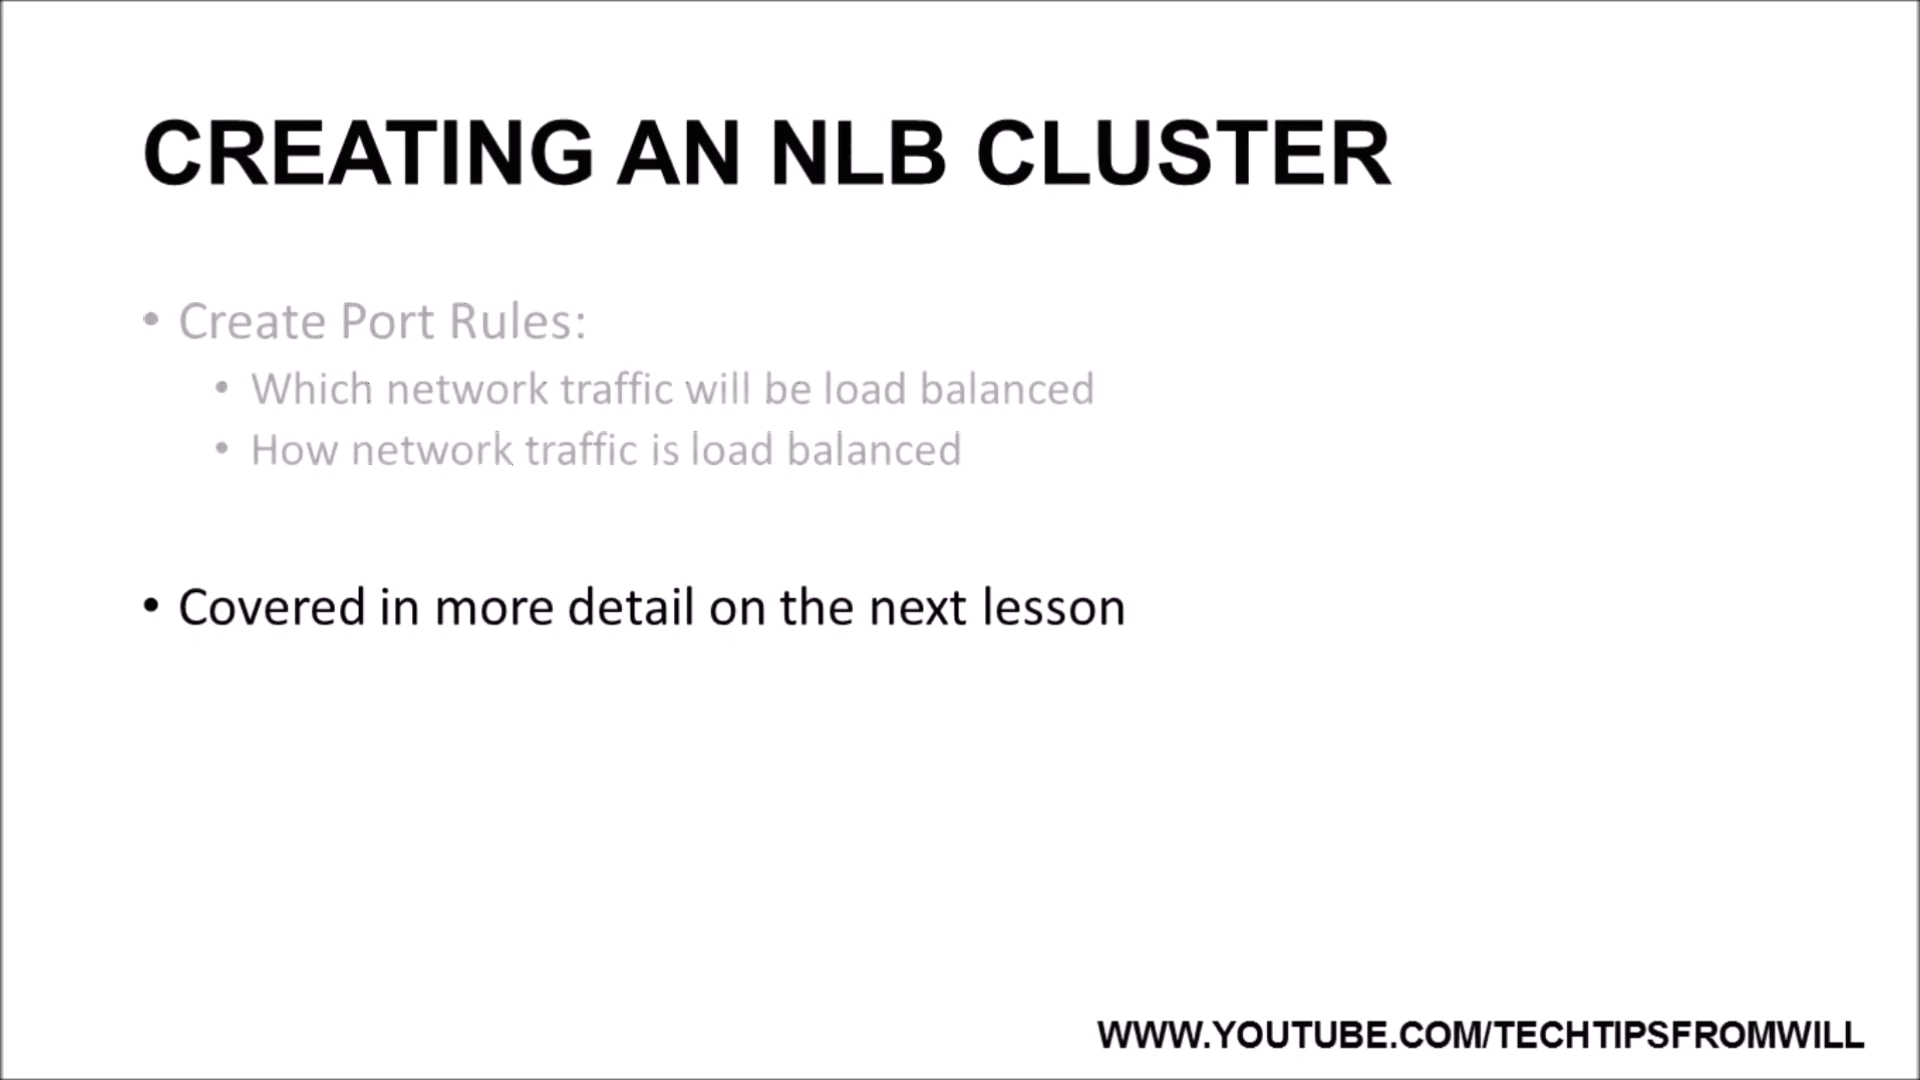 CREATING AN NLB CLUSTER
• Create Port Rules:
• Which network traffic will be load balanced
• How network traffic is load balanced
• Covered in more detail on the next lesson
WWW.YOUTUBE.COM/TECHTIPSFROMWILL